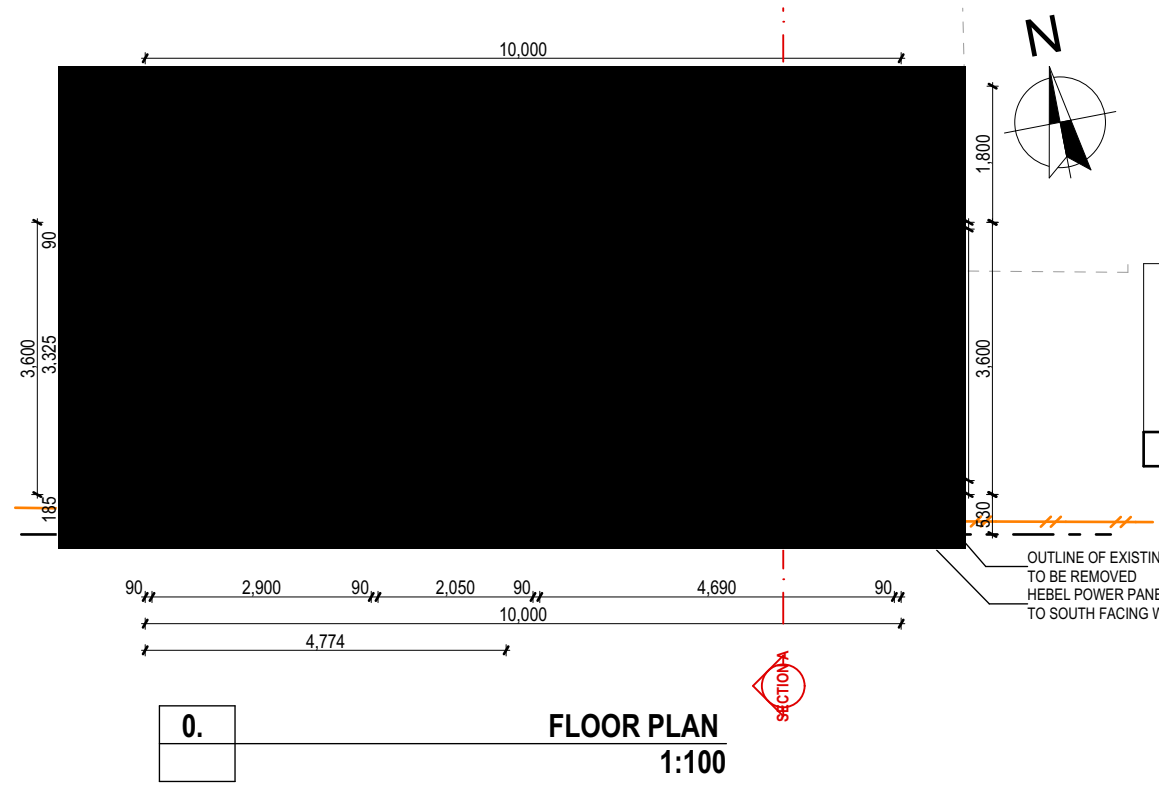 10,000
N
1,800
90
3,600
3,325
3,600
185
530
OUTLINE OF EXISTIN
TO BE REMOVED
HEBEL POWER PANE
TO SOUTH FACING
90
2,900
90
2,050
90
4,690
90
10,000
4,774
SECTION A
0.
FLOOR PLAN
1:100